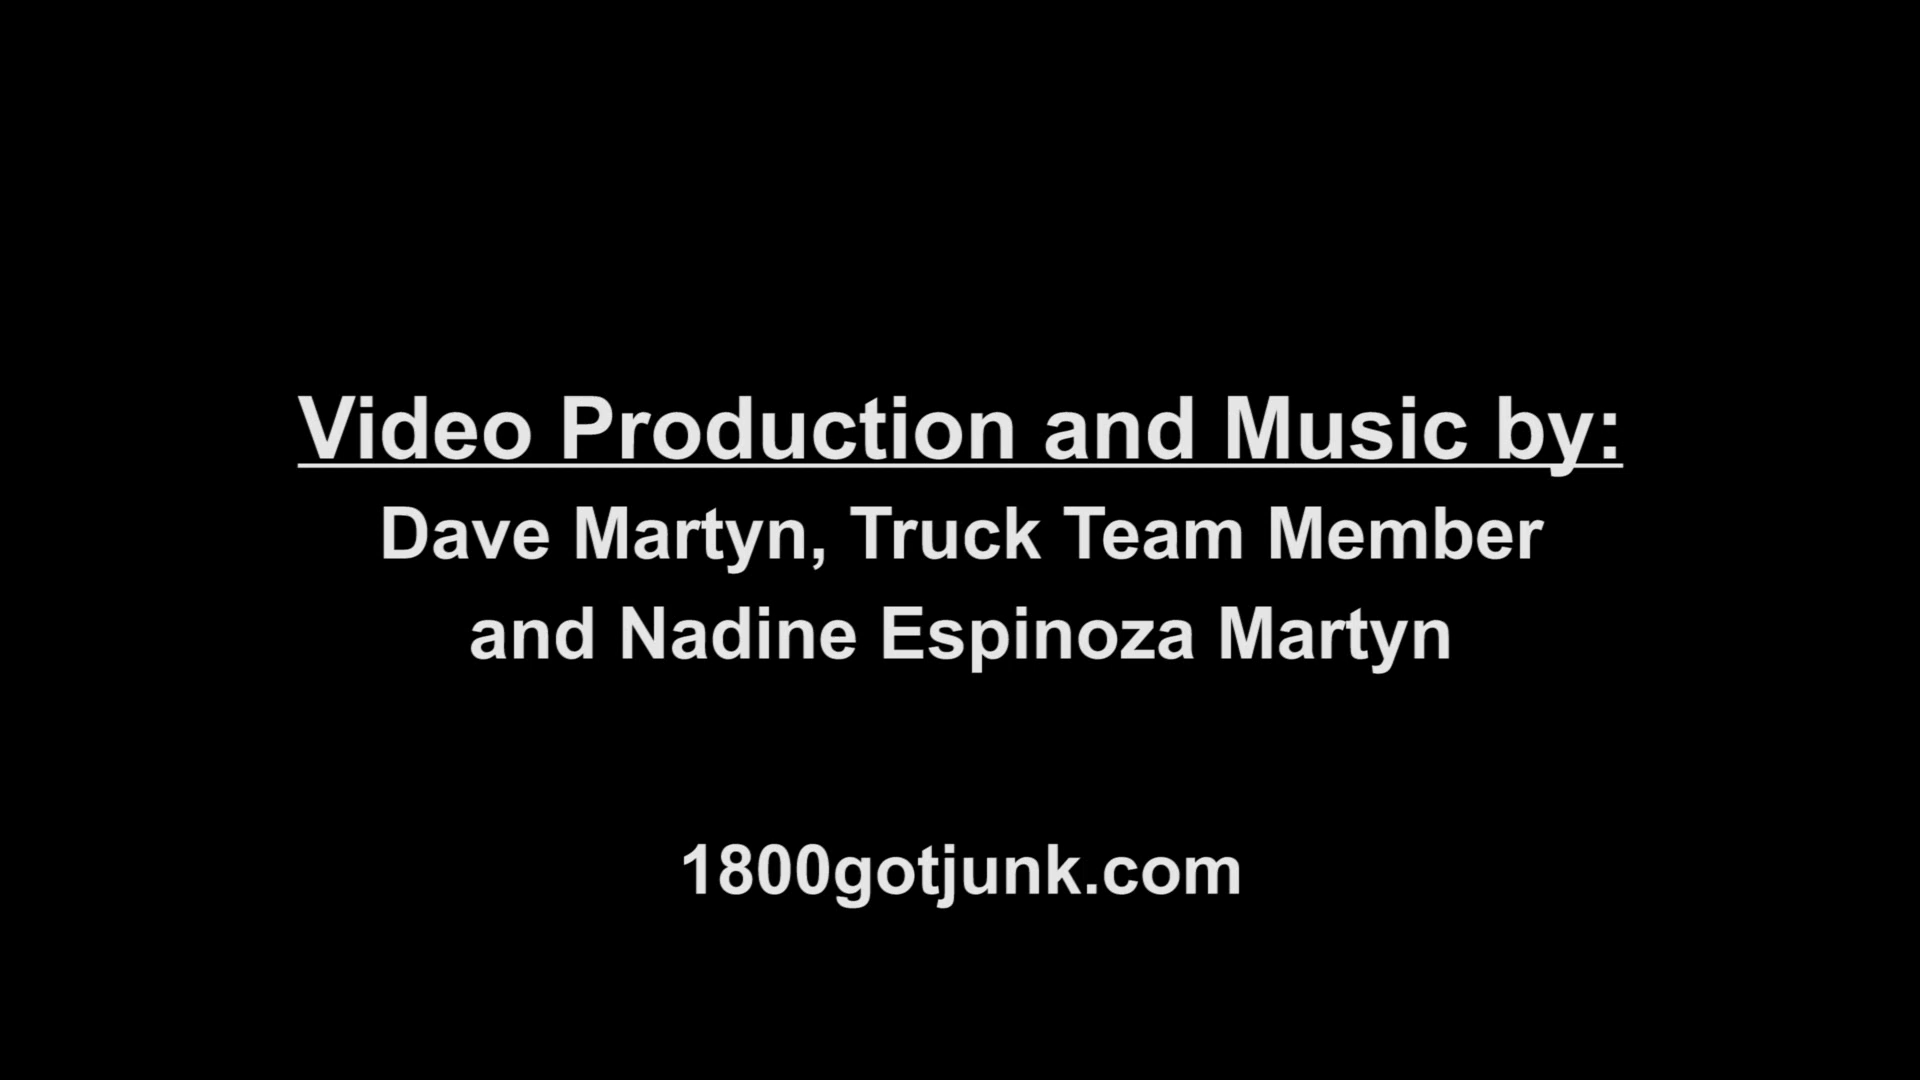 Video Production and Music by:
Dave Martyn, Truck Team Member
and Nadine Espinoza Martyn
1800gotjunk.com